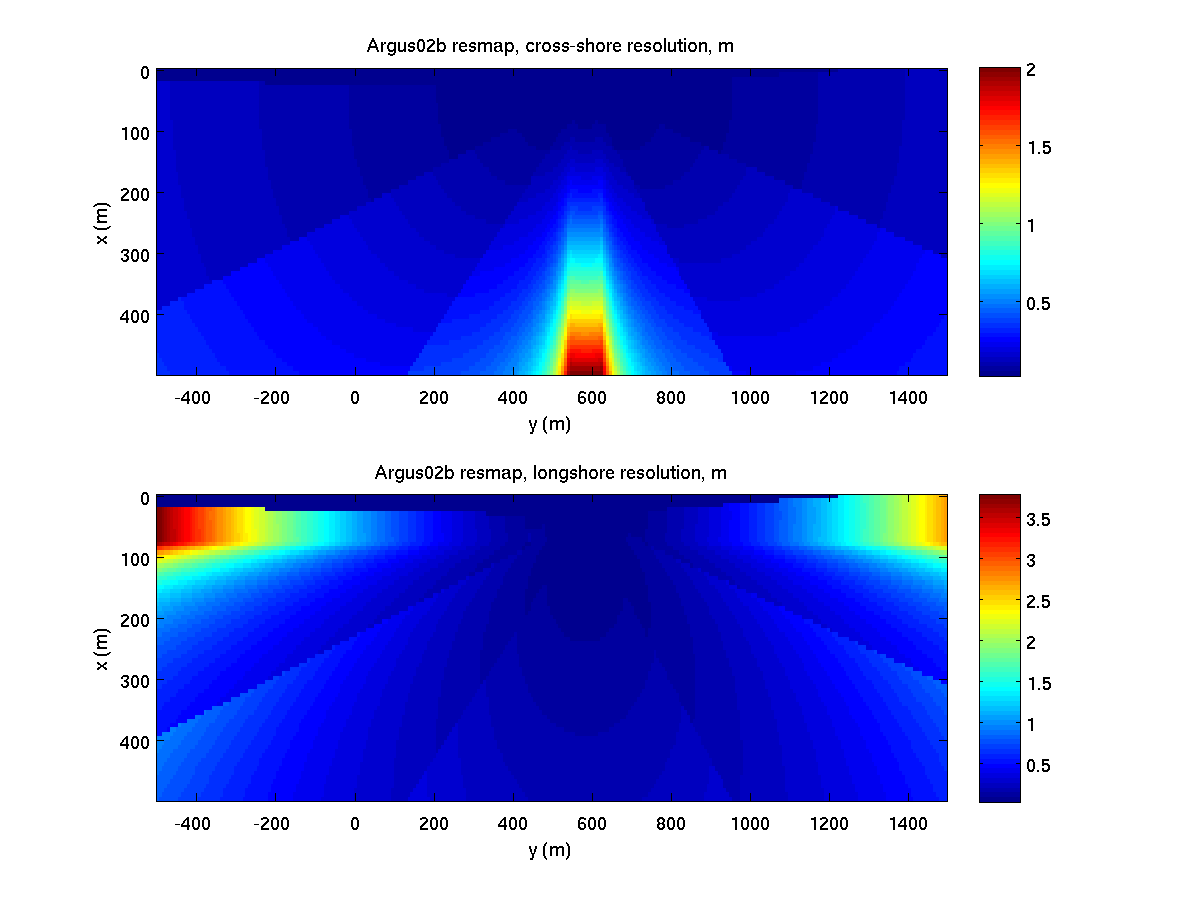 Argus02b resmap, cross-shore resolution, m
0
100
200
300
400
x (m)
-400 -200 0 200 400 600 800 1000 1200 1400
y (m)
2
1.5
1
0.5
Argus02b resmap, longshore resolution, m
0
100
200
300
400
x (m)
-400 -200 0 200 400 600 800 1000 1200 1400
y (m)
3.5
3
2.5
2
1.5
1
0.5